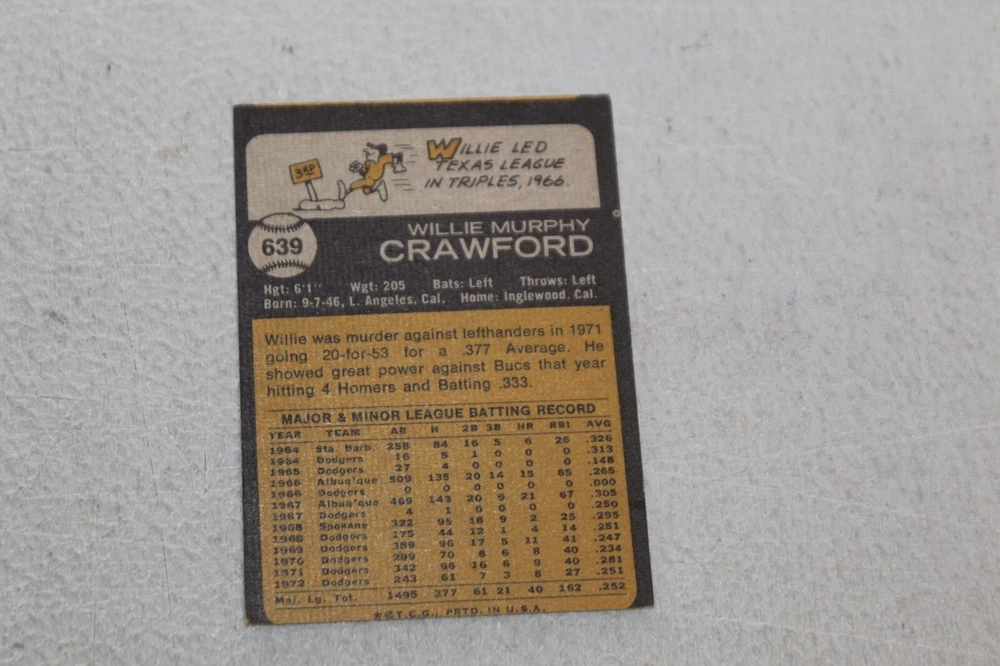 3RD
WILLIE LED
TEXAS LEAGUE
IN TRIPLES, 1966.
639
WILLIE MURPHY
CRAWFORD
Hgt: 6'1" Wgt: 205 Bats: Left Throws: Left
Born: 9-7-46, L. Angeles, Cal. Home: Inglewood, Cal.
Willie was murder against lefthanders in 1971
going 20-for-53 for a .377 Average. He
showed great power against Bucs that year
hitting 4 Homers and Batting .333.
MAJOR & MINOR LEAGUE BATTING RECORD
YEAR TEAM AB H 2B 3B HR RBI AVG
1964 Sta. Barb. 258 84 16 5 6 26 .326
1964 Dodgers 16 5 1 0 0 0 .313
1965 Dodgers 27 4 0 0 0 0 .148
1966 Albuq'que 509 135 20 14 15 65 .265
1966 Dodgers 0 0 0 0 0 0 .000
1967 Albuq'que 469 143 20 9 21 67 .305
1967 Dodgers 4 1 0 0 0 0 .250
1968 Spokane 322 95 18 9 2 25 .295
1968 Dodgers 175 44 12 1 4 14 .251
1969 Dodgers 389 96 17 5 11 41 .247
1970 Dodgers 299 70 8 6 8 40 .234
1971 Dodgers 342 96 16 6 9 40 .281
1972 Dodgers 243 61 7 3 8 27 .251
Maj. Lg. Tot. 1495 377 61 21 40 162 .252
*©T.C.G., PRTD. IN U.S.A.